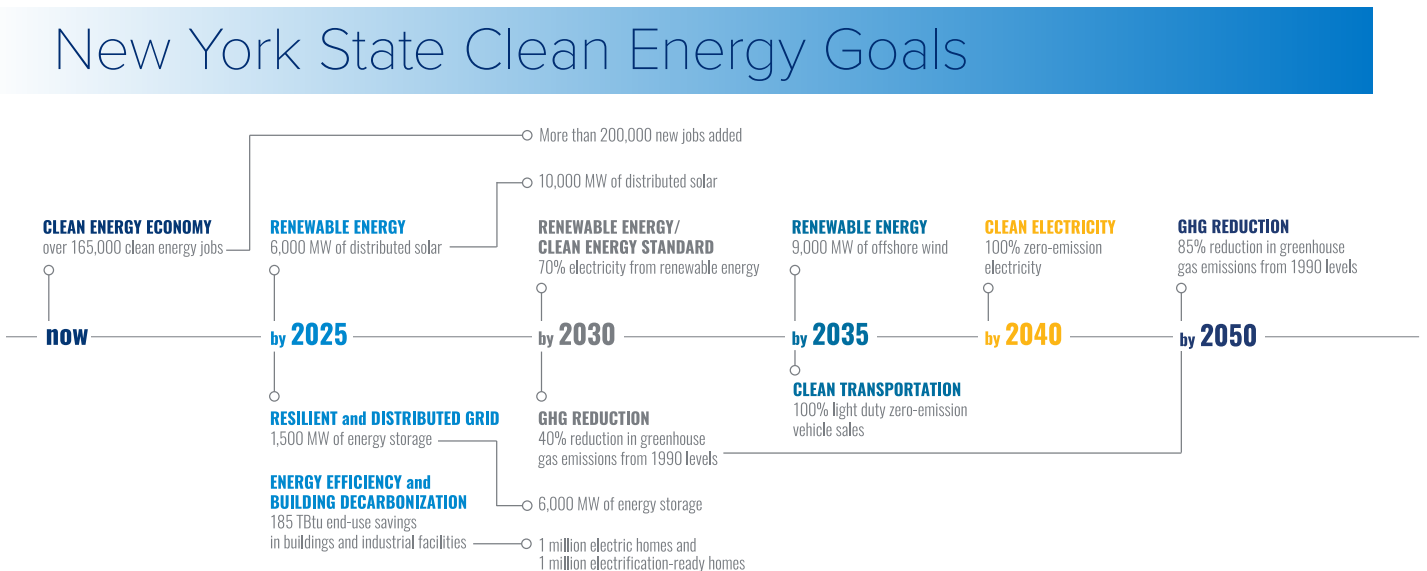 New York State Clean Energy Goals
More than 200,000 new jobs added
10,000 MW of distributed solar
CLEAN ENERGY ECONOMY
over 165,000 clean energy jobs
RENEWABLE ENERGY
6,000 MW of distributed solar
RENEWABLE ENERGY/
CLEAN ENERGY STANDARD
70% electricity from renewable energy
RENEWABLE ENERGY
9,000 MW of offshore wind
CLEAN ELECTRICITY
100% zero-emission
electricity
GHG REDUCTION
85% reduction in greenhouse
gas emissions from 1990 levels
now
by 2025
by 2030
by 2035
by 2040
by 2050
RESILIENT and DISTRIBUTED GRID
1,500 MW of energy storage
ENERGY EFFICIENCY and
BUILDING DECARBONIZATION
185 TBtu end-use savings
in buildings and industrial facilities
GHG REDUCTION
40% reduction in greenhouse
gas emissions from 1990 levels
6,000 MW of energy storage
1 million electric homes and
1 million electrification-ready homes
CLEAN TRANSPORTATION
100% light duty zero-emission
vehicle sales